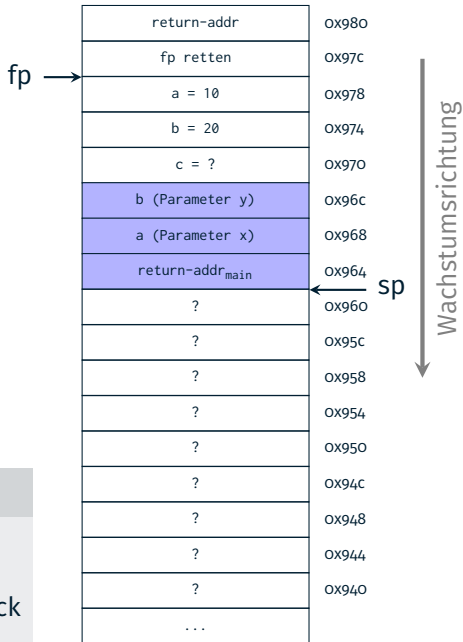 return-addr 0x980
fp retten 0x97c
fp
a = 10 0x978
b = 20 0x974
c = ? 0x970
b (Parameter y) 0x96c
a (Parameter x) 0x968
return-addrmain 0x964
sp
? 0x960
? 0x95c
? 0x958
? 0x954
? 0x950
? 0x94c
? 0x948
? 0x944
? 0x940
...
Wachstumsrichtung
ck